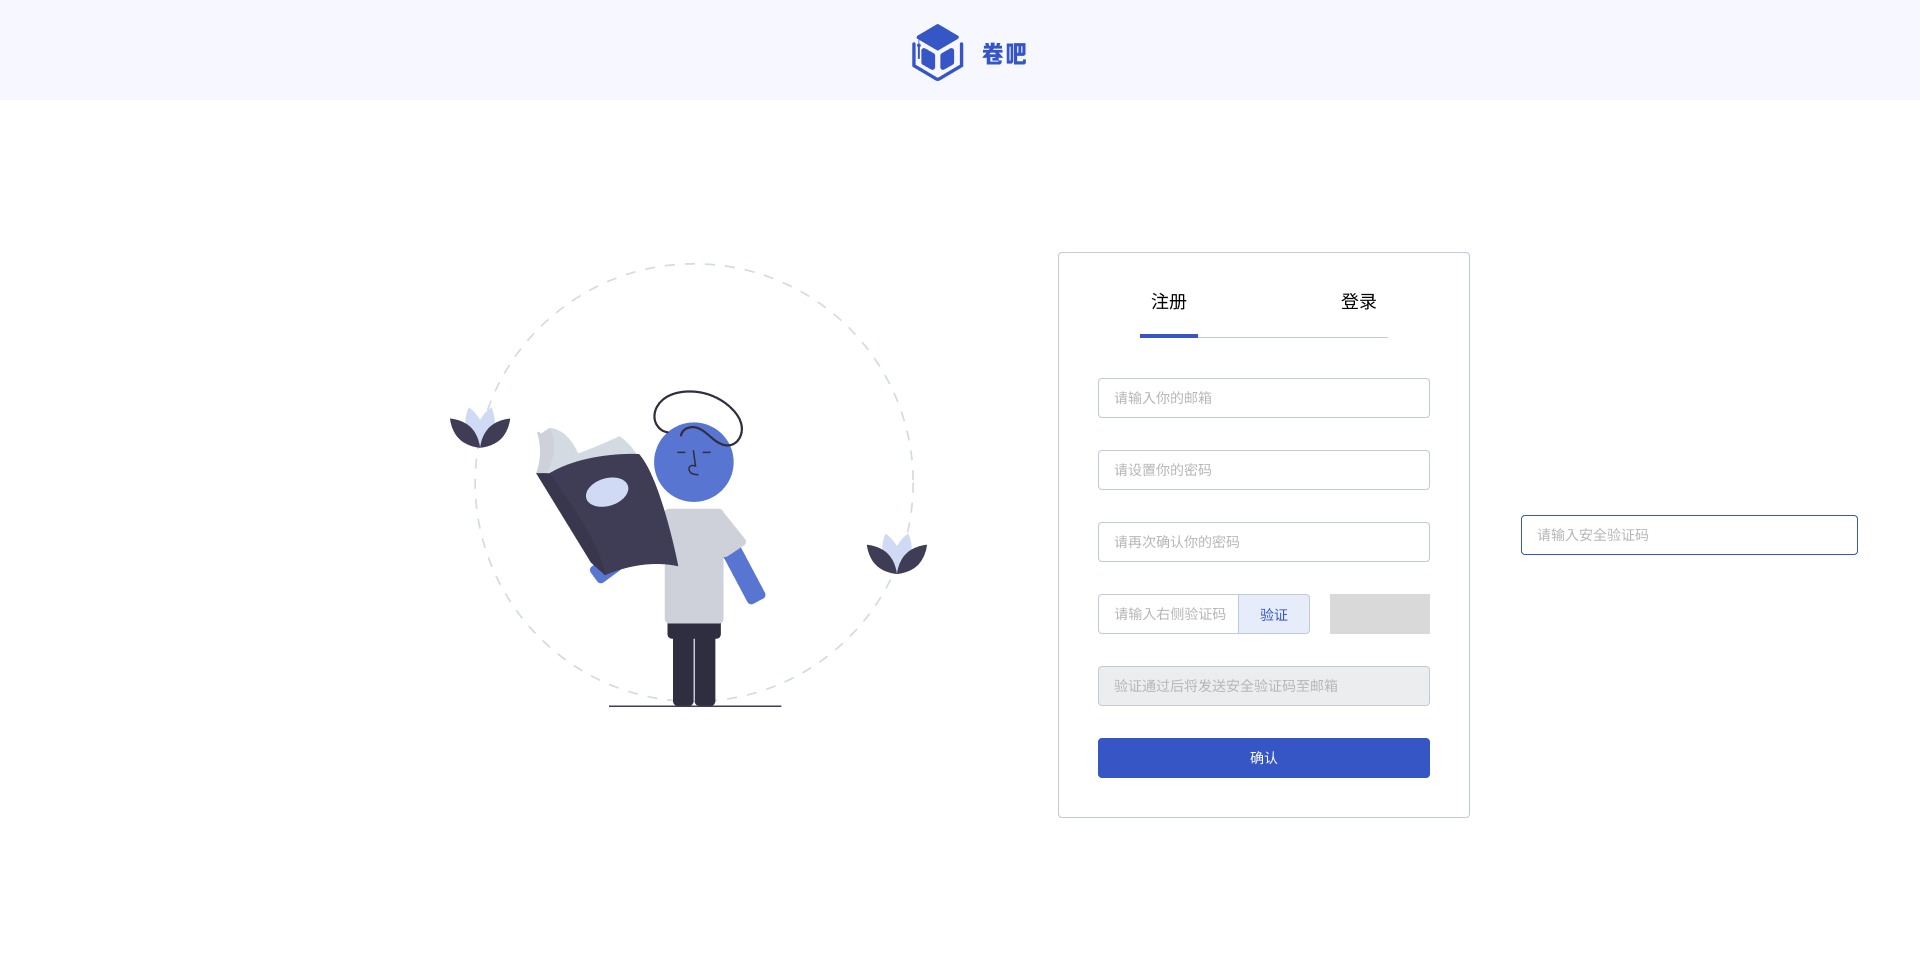 卷吧
注册
登录
请输入你的邮箱
请设置你的密码
请再次确认你的密码
请输入安全验证码
请输入右侧验证码
验证
验证通过后将发送安全验证码至邮箱
确认